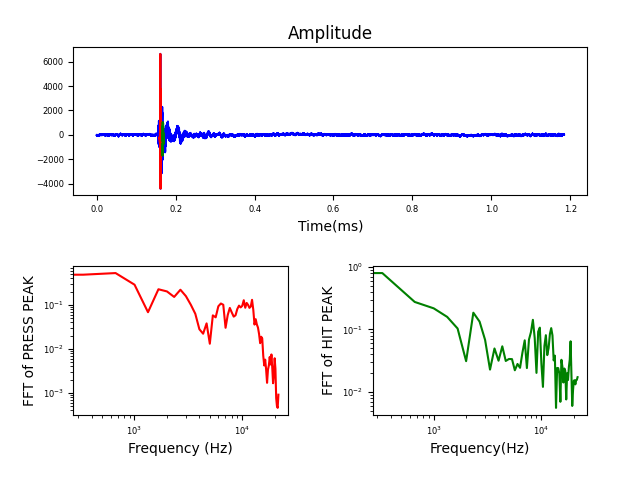 Amplitude
6000
4000
2000
0
−2000
−4000
0.0 0.2 0.4 0.6 0.8 1.0 1.2
Time(ms)
FFT of PRESS PEAK
10⁻¹
10⁻²
10⁻³
10³ 10⁴
Frequency (Hz)
FFT of HIT PEAK
10⁰
10⁻¹
10⁻²
10³ 10⁴
Frequency(Hz)